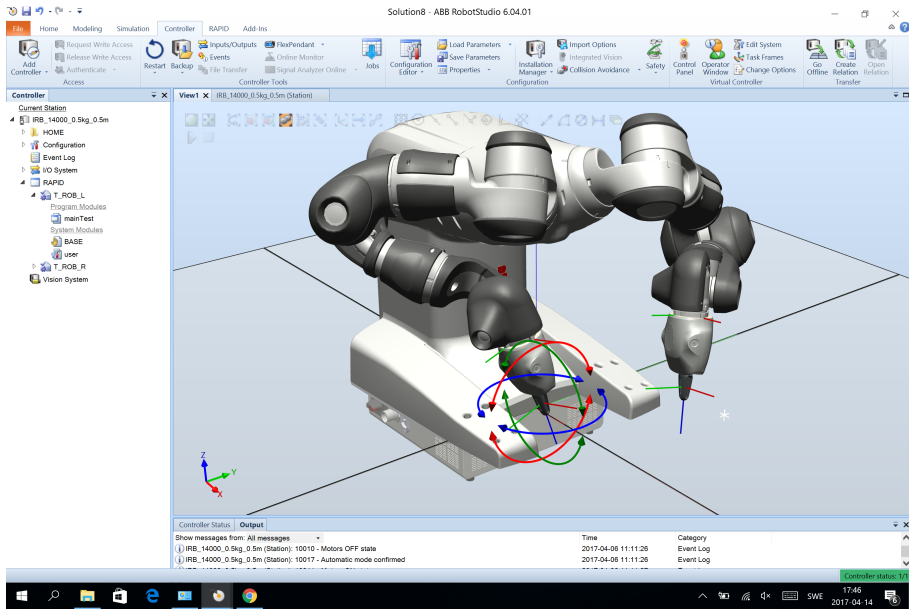 Solution8 - ABB RobotStudio 6.04.01
File Home Modeling Simulation Controller RAPID Add-Ins
Add Controller
Request Write Access
Release Write Access
Authenticate
Access
Restart
Backup
Inputs/Outputs
Events
File Transfer
FlexPendant
Online Monitor
Signal Analyzer Online
Jobs
Controller Tools
Configuration Editor
Load Parameters
Save Parameters
Properties
Installation Manager
Import Options
Integrated Vision
Collision Avoidance
Safety
Configuration
Control Panel
Operator Window
Edit System
Task Frames
Change Options
Virtual Controller
Go Offline
Create Relation
Open Relation
Transfer
Controller
Current Station
IRB_14000_0.5kg_0.5m
HOME
Configuration
Event Log
I/O System
RAPID
T_ROB_L
Program Modules
mainTest
System Modules
BASE
user
T_ROB_R
Vision System
View1 IRB_14000_0.5kg_0.5m (Station)
Z
Y
X
Controller Status Output
Show messages from: All messages Time Category
IRB_14000_0.5kg_0.5m (Station): 10010 - Motors OFF state 2017-04-06 11:11:26 Event Log
IRB_14000_0.5kg_0.5m (Station): 10017 - Automatic mode confirmed 2017-04-06 11:11:26 Event Log
Controller status: 1/1
SWE
17:46
2017-04-14
6